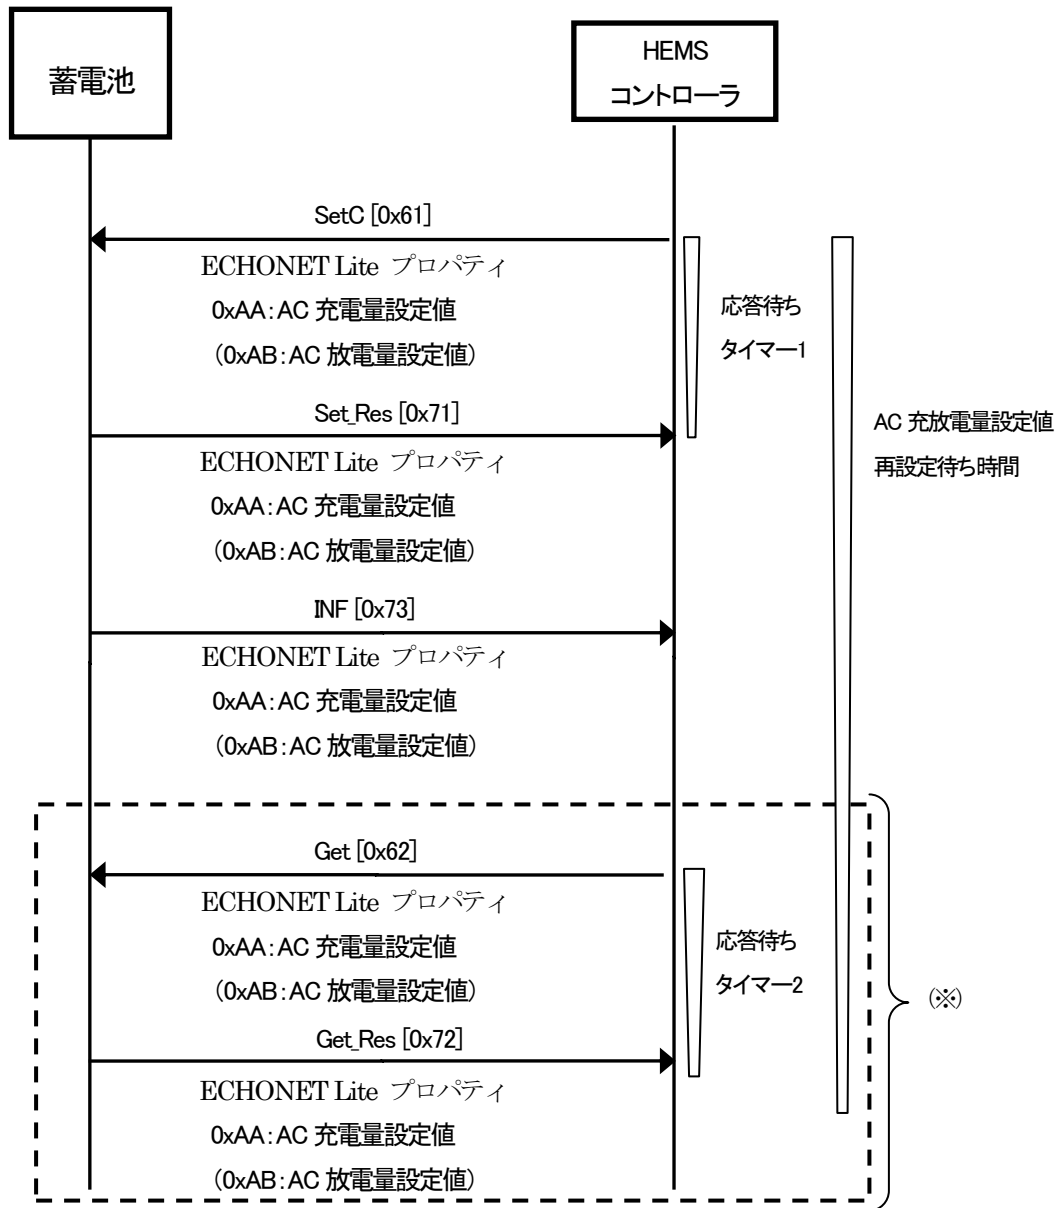 蓄電池
HEMS
コントローラ
SetC [0x61]
ECHONET Lite プロパティ
0xAA:AC 充電量設定値
（0xAB:AC 放電量設定値）
応答待ち
タイマー1
Set_Res [0x71]
AC 充放電量設定値
再設定待ち時間
ECHONET Lite プロパティ
0xAA:AC 充電量設定値
（0xAB:AC 放電量設定値）
INF [0x73]
ECHONET Lite プロパティ
0xAA:AC 充電量設定値
（0xAB:AC 放電量設定値）
Get [0x62]
ECHONET Lite プロパティ
0xAA:AC 充電量設定値
（0xAB:AC 放電量設定値）
応答待ち
タイマー2
（※）
Get_Res [0x72]
ECHONET Lite プロパティ
0xAA:AC 充電量設定値
（0xAB:AC 放電量設定値）